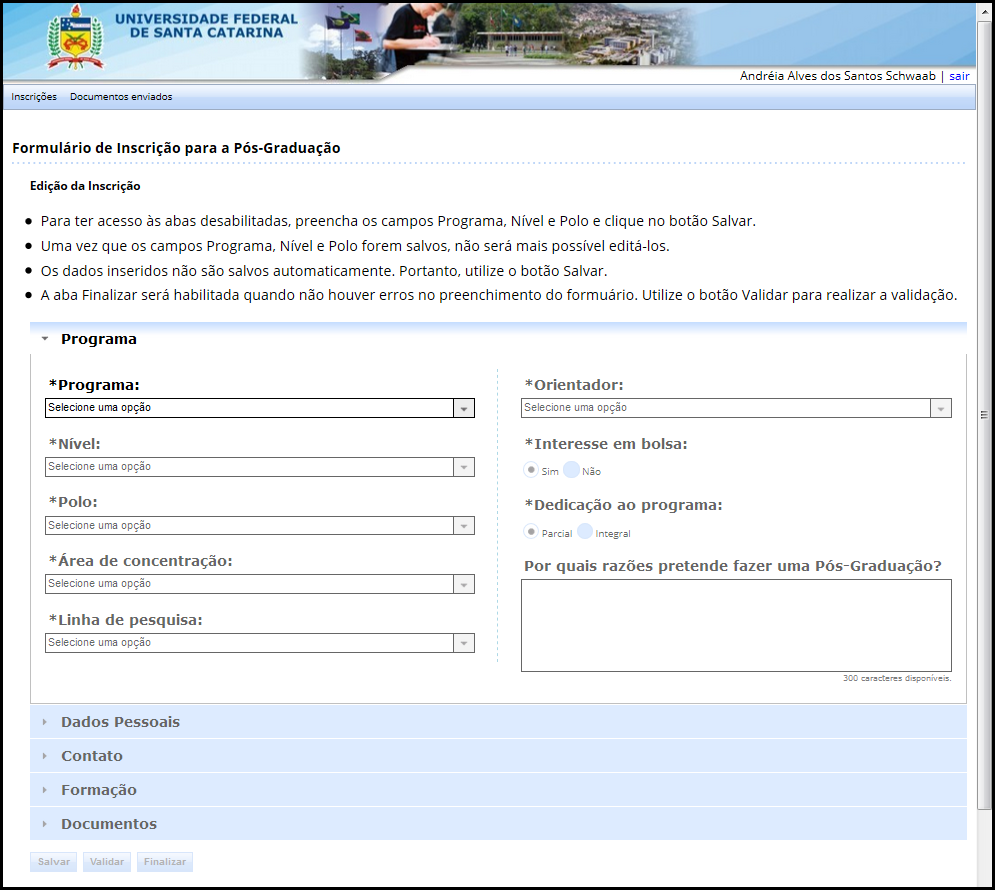 UNIVERSIDADE FEDERAL
DE SANTA CATARINA
Andréia Alves dos Santos Schwaab | sair
Inscrições Documentos enviados
Formulário de Inscrição para a Pós-Graduação
Edição da Inscrição
● Para ter acesso às abas desabilitadas, preencha os campos Programa, Nível e Polo e clique no botão Salvar.
● Uma vez que os campos Programa, Nível e Polo forem salvos, não será mais possível editá-los.
● Os dados inseridos não são salvos automaticamente. Portanto, utilize o botão Salvar.
● A aba Finalizar será habilitada quando não houver erros no preenchimento do formuário. Utilize o botão Validar para realizar a validação.
Programa
*Programa:
Selecione uma opção
*Nível:
Selecione uma opção
*Polo:
Selecione uma opção
*Área de concentração:
Selecione uma opção
*Linha de pesquisa:
Selecione uma opção
*Orientador:
Selecione uma opção
*Interesse em bolsa:
Sim Não
*Dedicação ao programa:
Parcial Integral
Por quais razões pretende fazer uma Pós-Graduação?
300 caracteres disponíveis.
Dados Pessoais
Contato
Formação
Documentos
Salvar Validar Finalizar